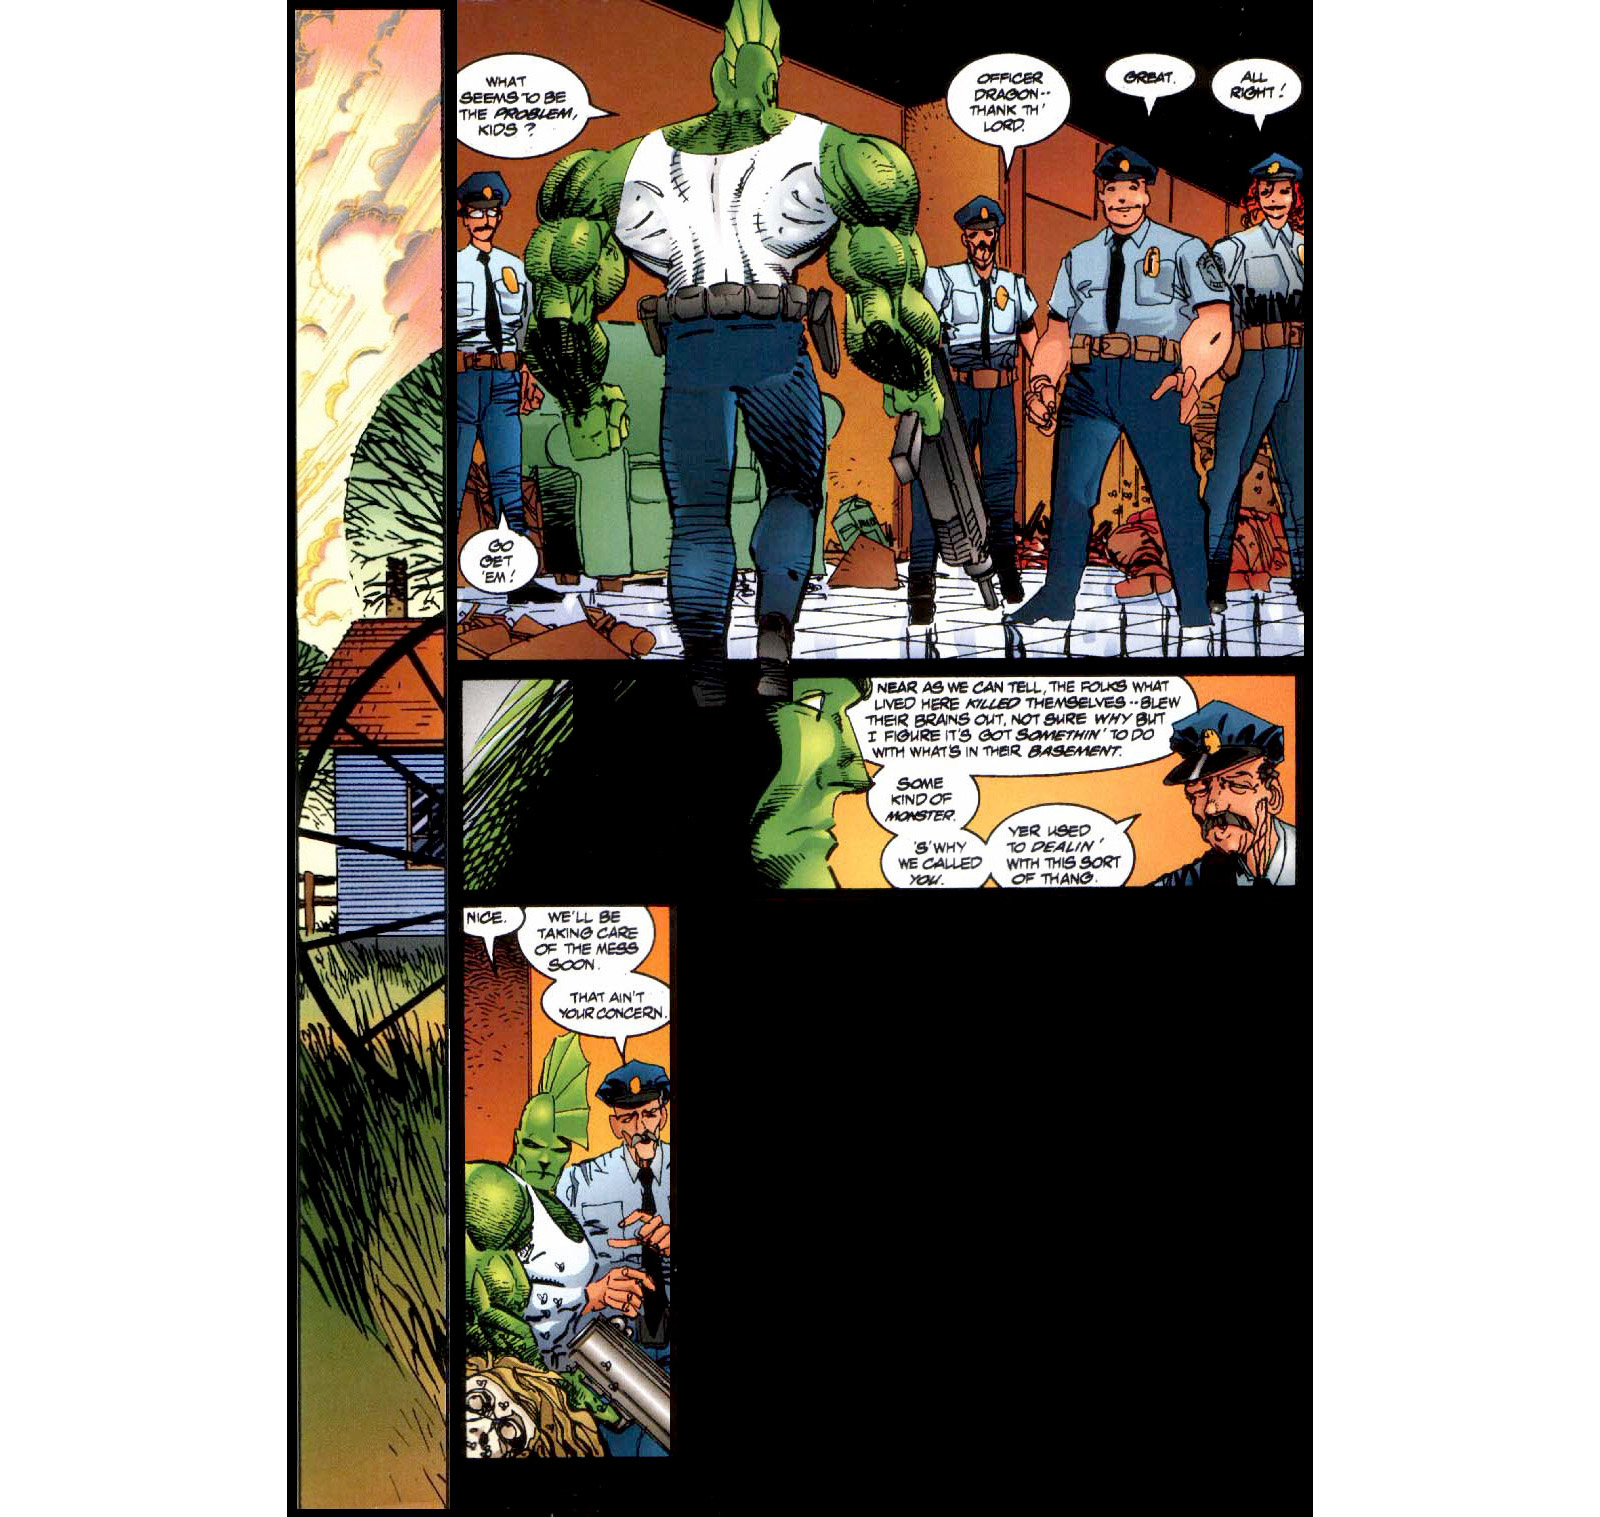 WHAT
SEEMS TO BE
THE PROBLEM,
KIDS?
OFFICER
DRAGON--
THANK TH'
LORD.
GREAT.
ALL
RIGHT!
GO
GET
'EM!
NEAR AS WE CAN TELL, THE FOLKS WHAT
LIVED HERE KILLED THEMSELVES--BLEW
THEIR BRAINS OUT, NOT SURE WHY BUT
I FIGURE IT'S GOT SOMETHIN' TO DO
WITH WHAT'S IN THEIR BASEMENT.
SOME
KIND OF
MONSTER.
'S' WHY
WE CALLED
YOU.
YER USED
TO DEALIN'
WITH THIS SORT
OF THANG.
NICE.
WE'LL BE
TAKING CARE
OF THE MESS
SOON.
THAT AIN'T
YOUR CONCERN.